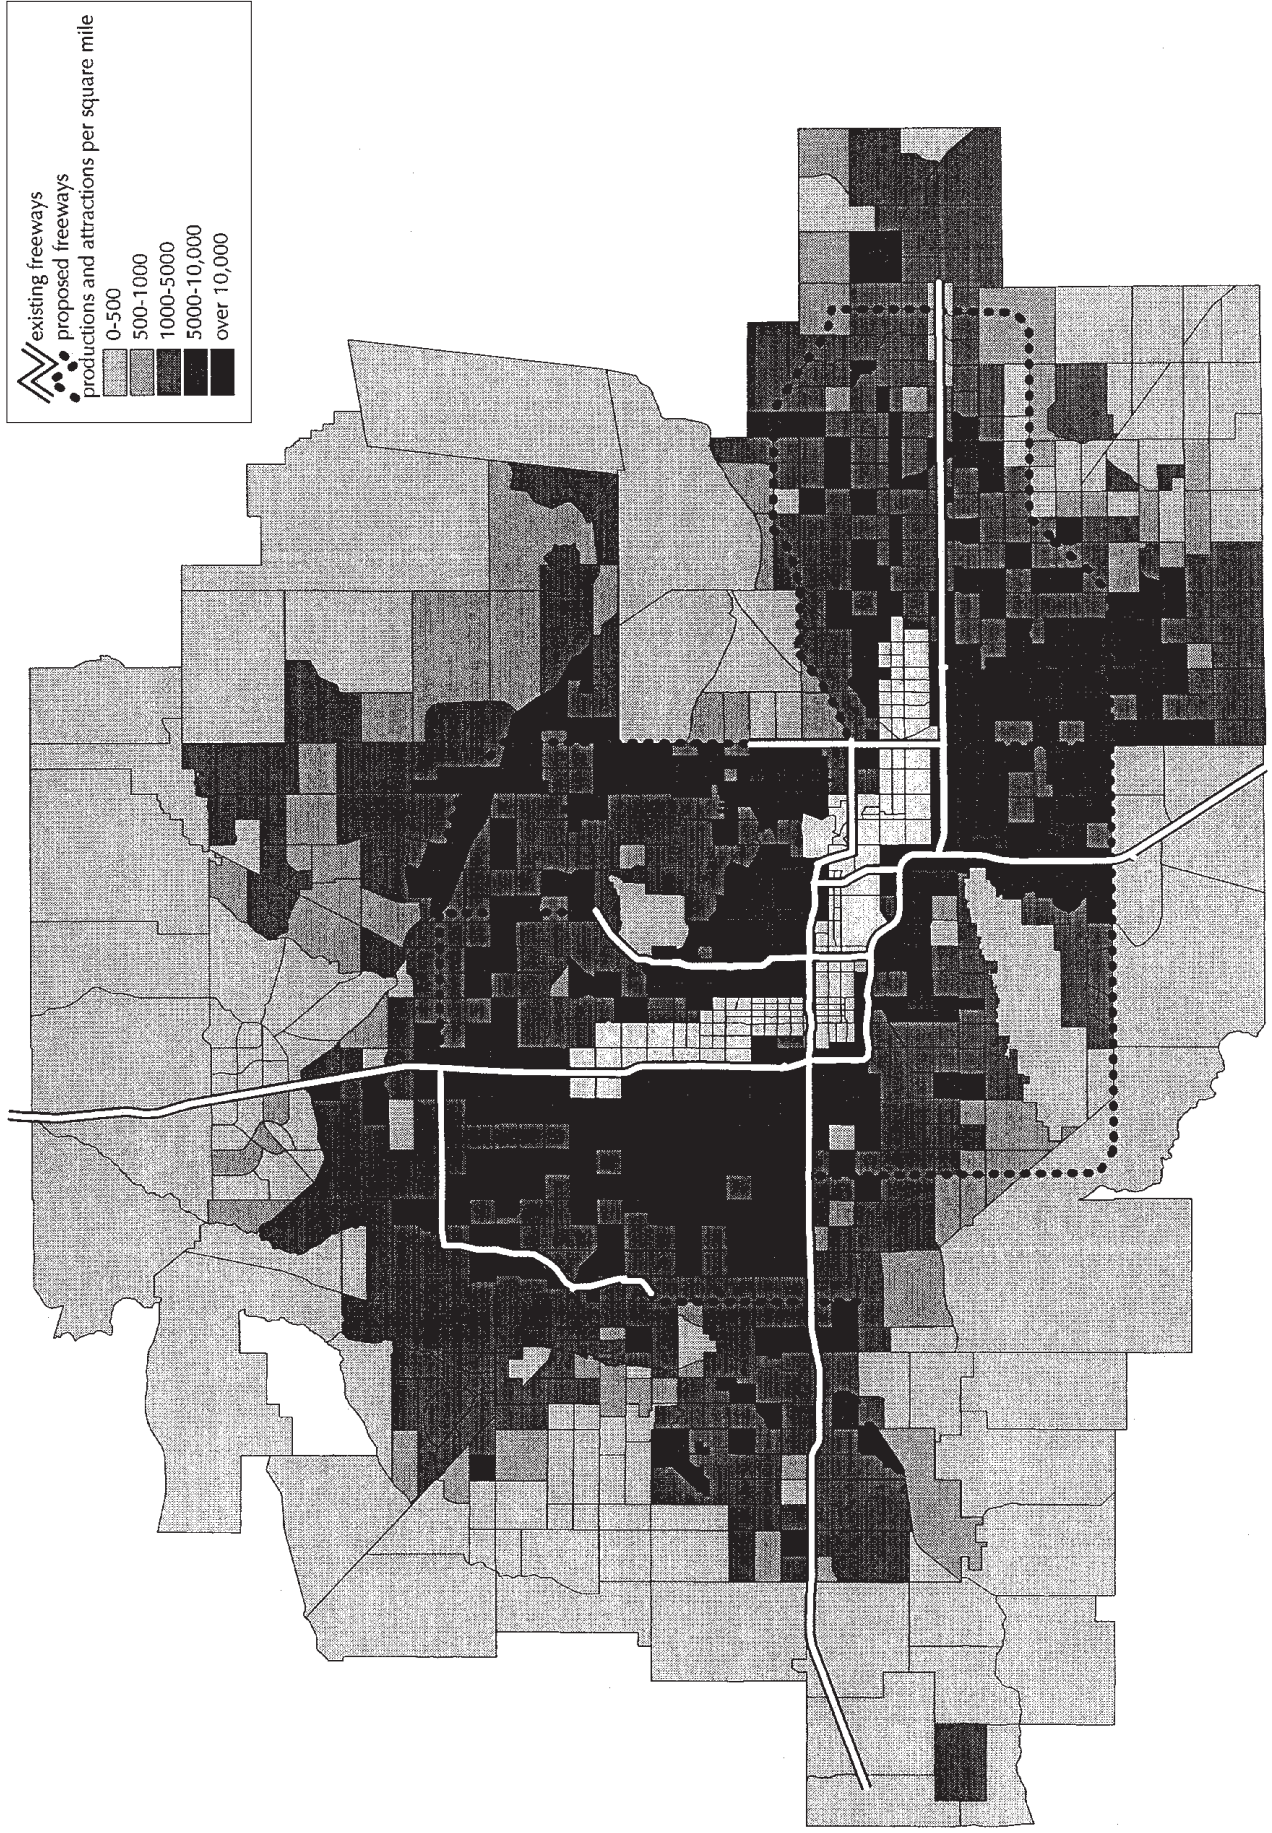 existing freeways
proposed freeways
productions and attractions per square mile
0-500
500-1000
1000-5000
5000-10,000
over 10,000